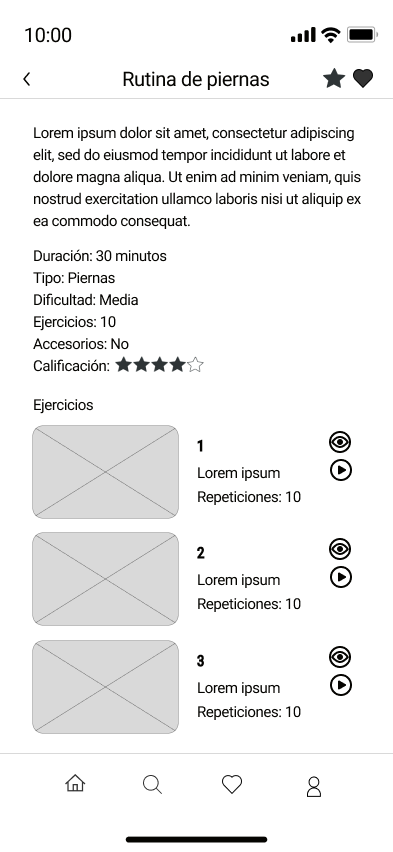 10:00
Rutina de piernas
Lorem ipsum dolor sit amet, consectetur adipiscing
elit, sed do eiusmod tempor incididunt ut labore et
dolore magna aliqua. Ut enim ad minim veniam, quis
nostrud exercitation ullamco laboris nisi ut aliquip ex
ea commodo consequat.
Duración: 30 minutos
Tipo: Piernas
Dificultad: Media
Ejercicios: 10
Accesorios: No
Calificación:
Ejercicios
1
Lorem ipsum
Repeticiones: 10
2
Lorem ipsum
Repeticiones: 10
3
Lorem ipsum
Repeticiones: 10